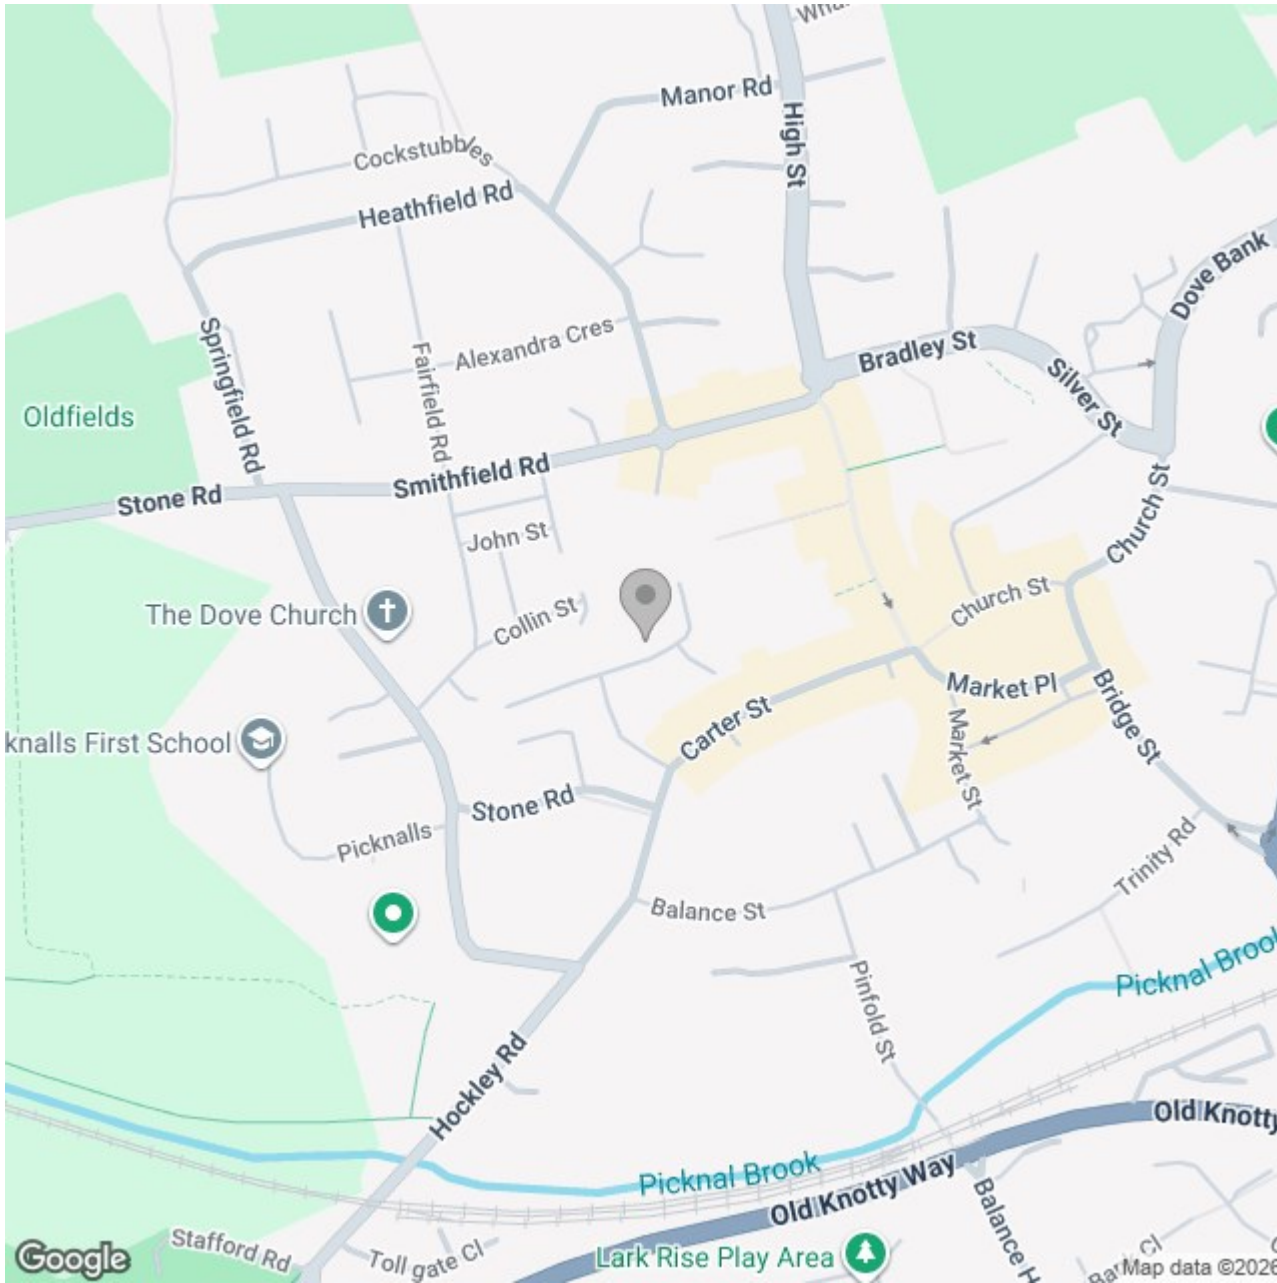 Wha
Manor Rd
High St
Cockstubbles
Heathfield Rd
Dove Bank
Springfield Rd
Fairfield Rd
Alexandra Cres
Bradley St
Silver St
Oldfields
Stone Rd
Smithfield Rd
John St
Church St
The Dove Church
Collin St
Church St
Market Pl
Bridge St
knalls First School
Carter St
Market St
Stone Rd
Picknalls
Trinity Rd
Balance St
Picknal Brook
Pinfold St
Hockley Rd
Old Knotty
Picknal Brook
Old Knotty Way
Balance H
Stafford Rd
Toll gate Cl
Lark Rise Play Area
Google
Map data ©2026